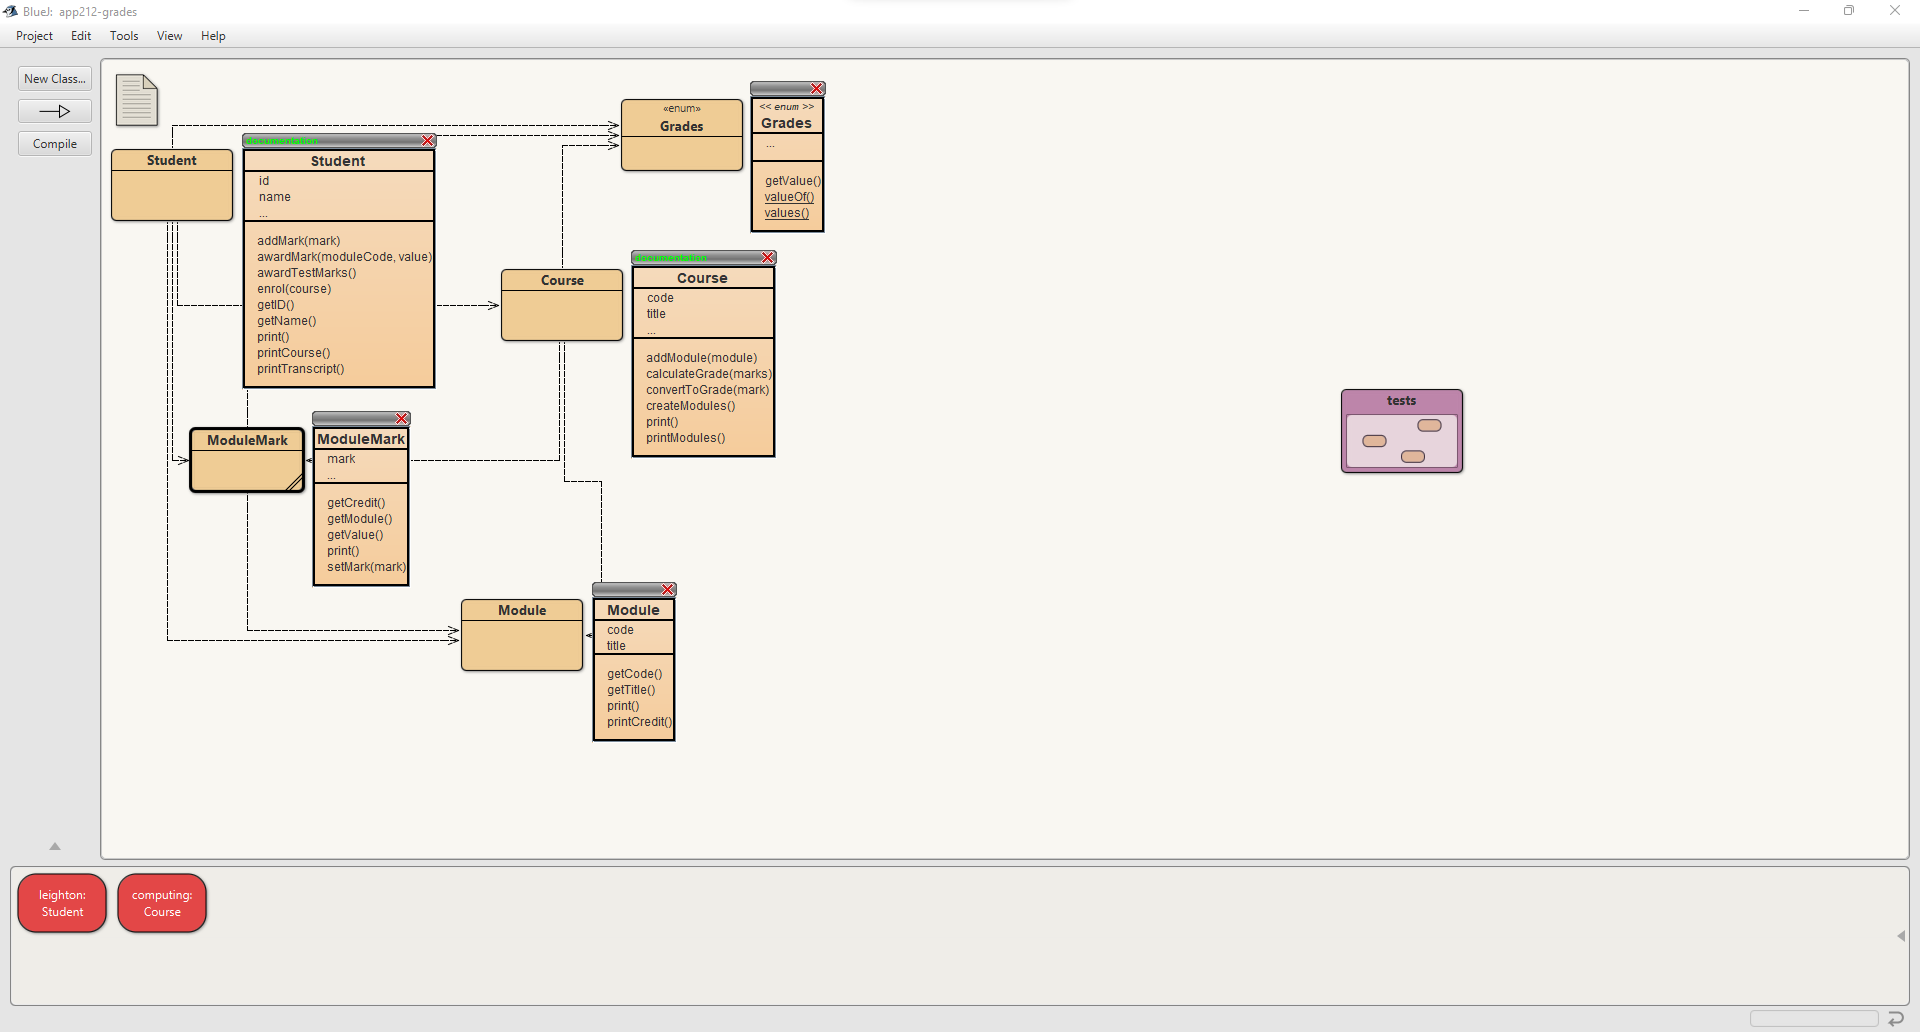 BlueJ: app212-grades
Project Edit Tools View Help
New Class...
Compile
Student
documentation
Student
id
name
...
addMark(mark)
awardMark(moduleCode, value)
awardTestMarks()
enrol(course)
getID()
getName()
print()
printCourse()
printTranscript()
«enum»
Grades
<< enum >>
Grades
...
getValue()
valueOf()
values()
Course
documentation
Course
code
title
...
addModule(module)
calculateGrade(marks)
convertToGrade(mark)
createModules()
print()
printModules()
tests
ModuleMark
ModuleMark
mark
...
getCredit()
getModule()
getValue()
print()
setMark(mark)
Module
Module
code
title
getCode()
getTitle()
print()
printCredit()
leighton:
Student
computing:
Course